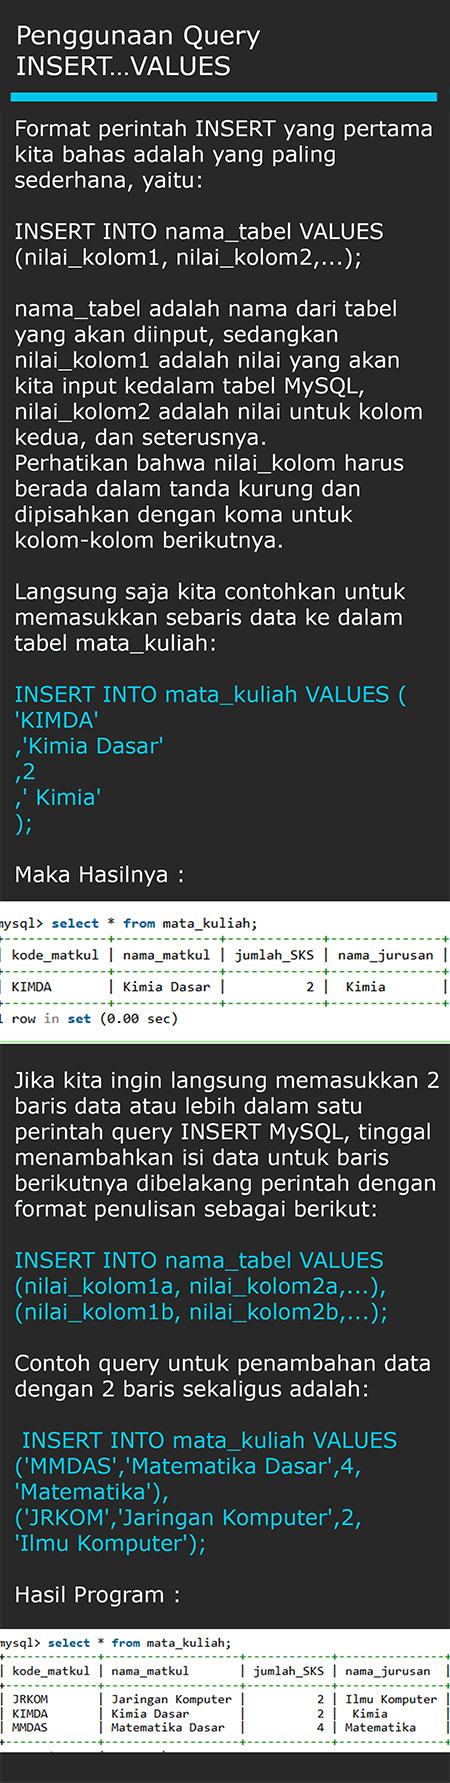 Penggunaan Query
INSERT...VALUES
Format perintah INSERT yang pertama
kita bahas adalah yang paling
sederhana, yaitu:
INSERT INTO nama_tabel VALUES
(nilai_kolom1, nilai_kolom2,...);
nama_tabel adalah nama dari tabel
yang akan diinput, sedangkan
nilai_kolom1 adalah nilai yang akan
kita input kedalam tabel MySQL,
nilai_kolom2 adalah nilai untuk kolom
kedua, dan seterusnya.
Perhatikan bahwa nilai_kolom harus
berada dalam tanda kurung dan
dipisahkan dengan koma untuk
kolom-kolom berikutnya.
Langsung saja kita contohkan untuk
memasukkan sebaris data ke dalam
tabel mata_kuliah:
INSERT INTO mata_kuliah VALUES (
'KIMDA'
,'Kimia Dasar'
,2
,' Kimia'
);
Maka Hasilnya :
mysql> select * from mata_kuliah;
+-------------+-------------+------------+--------------+
| kode_matkul | nama_matkul | jumlah_SKS | nama_jurusan |
+-------------+-------------+------------+--------------+
| KIMDA       | Kimia Dasar |          2 |  Kimia       |
+-------------+-------------+------------+--------------+
1 row in set (0.00 sec)
Jika kita ingin langsung memasukkan 2
baris data atau lebih dalam satu
perintah query INSERT MySQL, tinggal
menambahkan isi data untuk baris
berikutnya dibelakang perintah dengan
format penulisan sebagai berikut:
INSERT INTO nama_tabel VALUES
(nilai_kolom1a, nilai_kolom2a,...),
(nilai_kolom1b, nilai_kolom2b,...);
Contoh query untuk penambahan data
dengan 2 baris sekaligus adalah:
INSERT INTO mata_kuliah VALUES
('MMDAS','Matematika Dasar',4,
'Matematika'),
('JRKOM','Jaringan Komputer',2,
'Ilmu Komputer');
Hasil Program :
mysql> select * from mata_kuliah;
+-------------+-------------------+------------+---------------+
| kode_matkul | nama_matkul       | jumlah_SKS | nama_jurusan  |
+-------------+-------------------+------------+---------------+
| JRKOM       | Jaringan Komputer |          2 | Ilmu Komputer |
| KIMDA       | Kimia Dasar       |          2 |  Kimia        |
| MMDAS       | Matematika Dasar  |          4 | Matematika    |
+-------------+-------------------+------------+---------------+